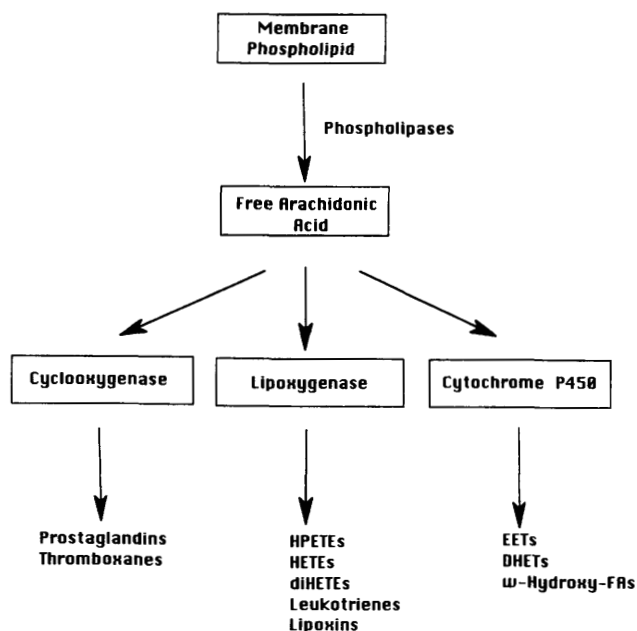 Membrane
Phospholipid
Phospholipases
Free Arachidonic
Acid
Cyclooxygenase
Lipoxygenase
Cytochrome P450
Prostaglandins
Thromboxanes
HPETEs
HETEs
diHETEs
Leukotrienes
Lipoxins
EETs
DHETs
ω-Hydroxy-FAs